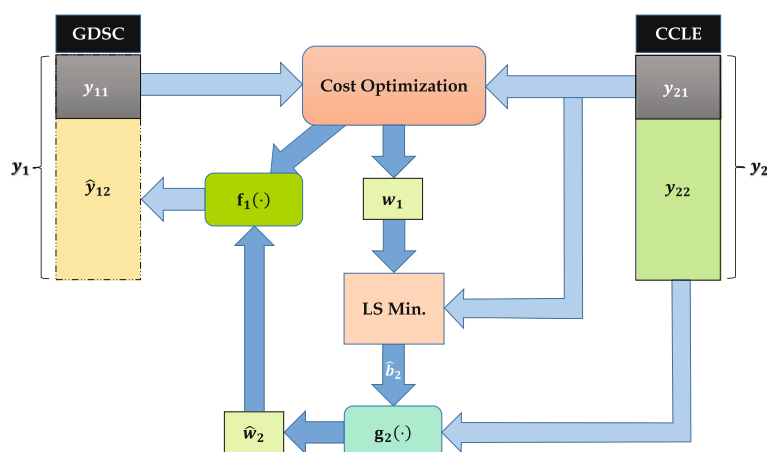 GDSC
CCLE
y₁₁
Cost Optimization
y₂₁
y₁
ŷ₁₂
f₁(·)
w₁
y₂₂
y₂
LS Min.
b̂₂
ŵ₂
g₂(·)